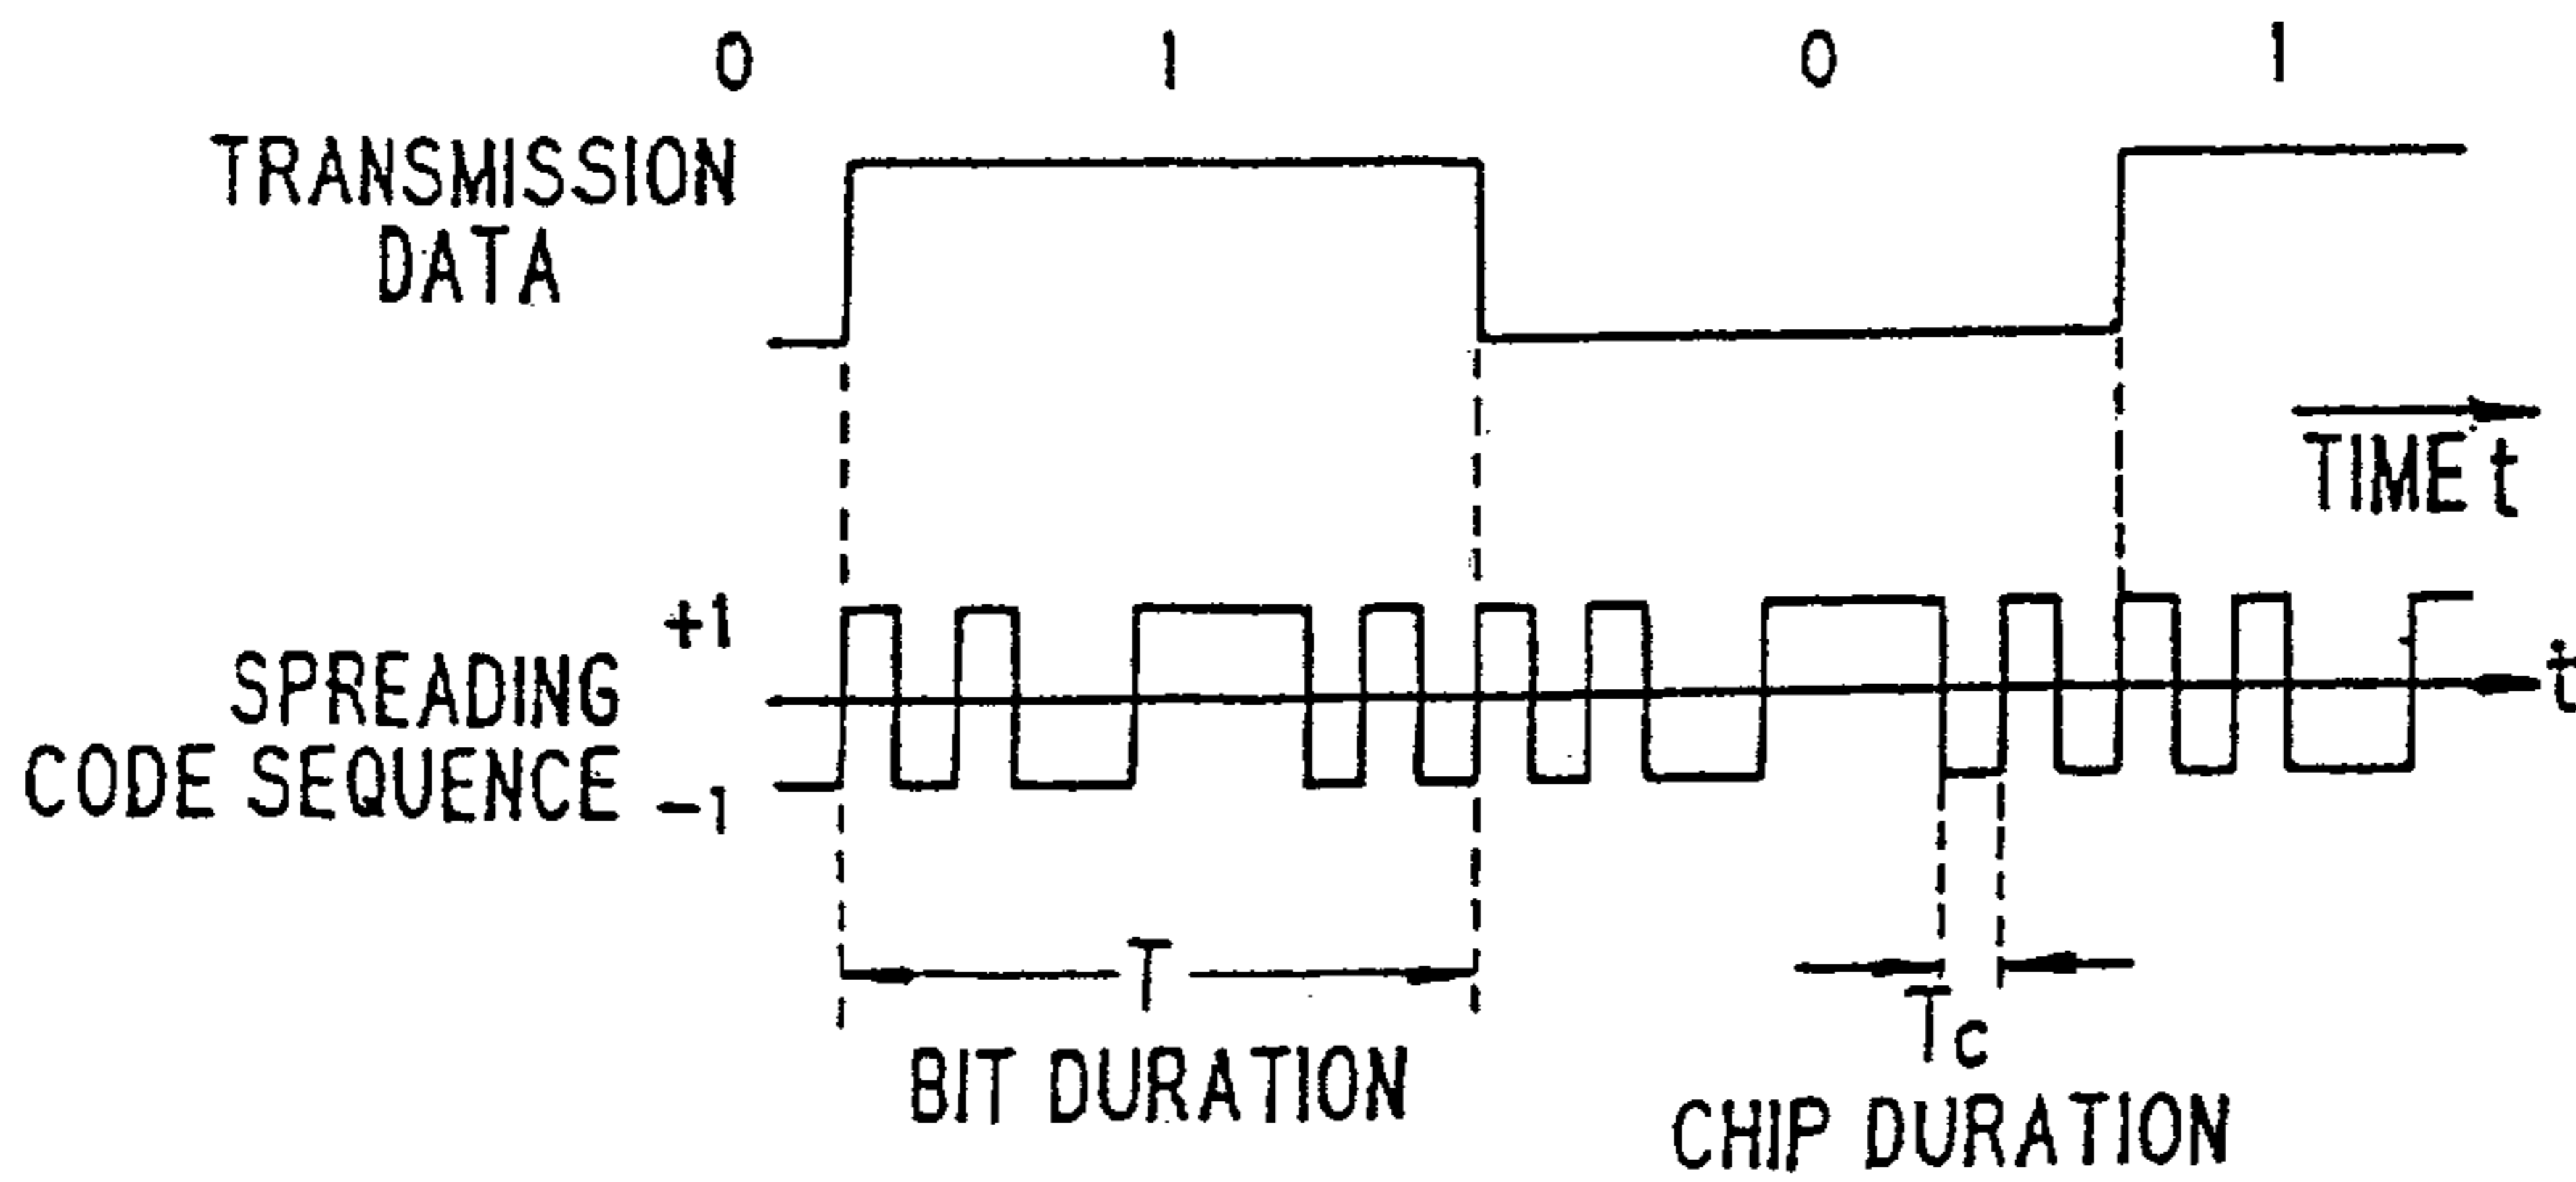 0 1 0 1
TRANSMISSION
DATA
TIME t
+1
SPREADING
CODE SEQUENCE
-1
t
T
BIT DURATION
Tc
CHIP DURATION